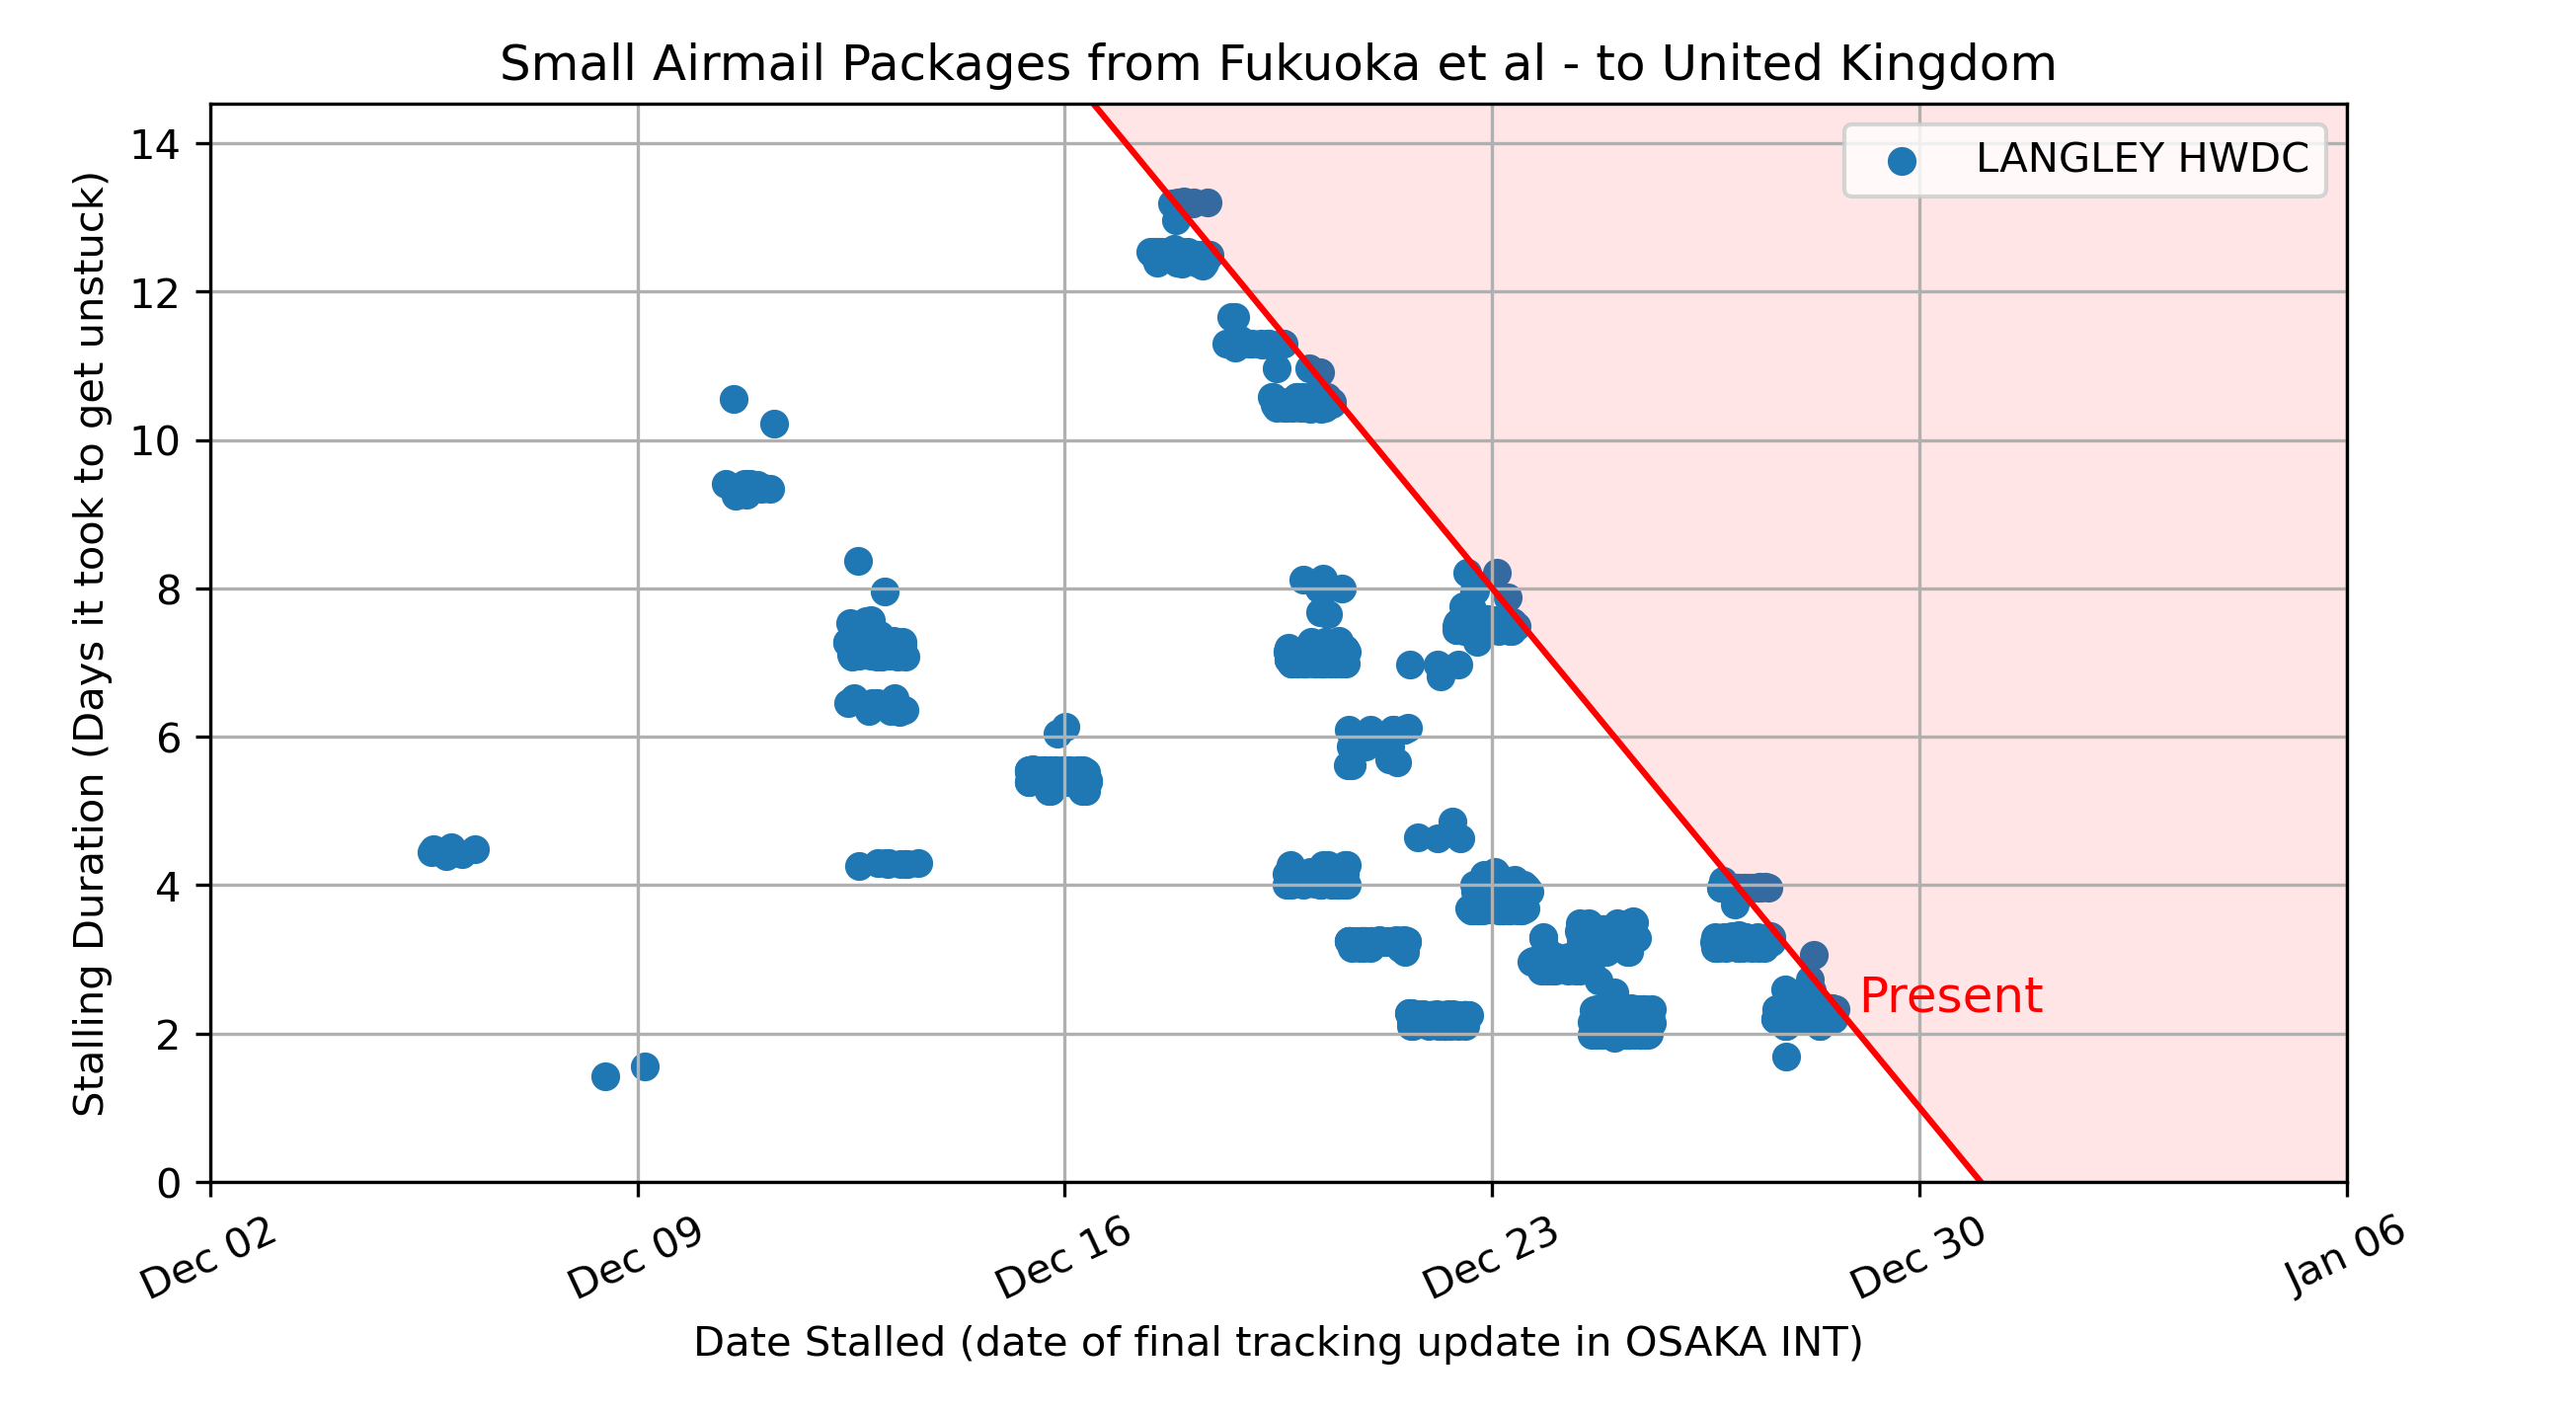 Small Airmail Packages from Fukuoka et al - to United Kingdom
Stalling Duration (Days it took to get unstuck)
14
12
10
8
6
4
2
0
LANGLEY HWDC
Present
Dec 02
Dec 09
Dec 16
Dec 23
Dec 30
Jan 06
Date Stalled (date of final tracking update in OSAKA INT)